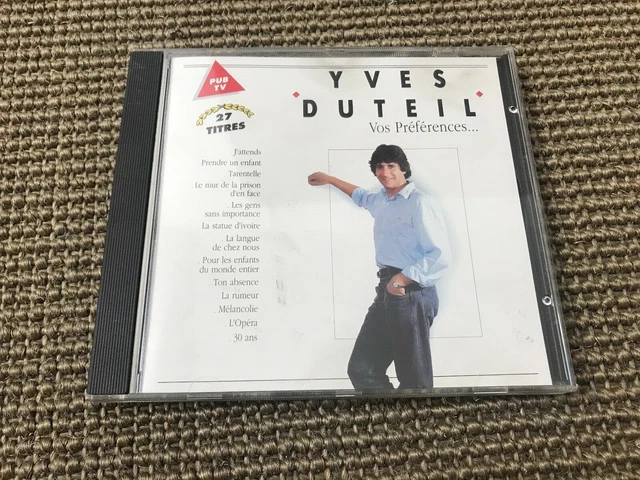 PUB
TV
YVES
DUTEIL
27
TITRES
Vos Préférences...
J'attends
Prendre un enfant
Tarentelle
Le mur de la prison
d'en face
Les gens
sans importance
La statue d'ivoire
La langue
de chez nous
Pour les enfants
du monde entier
Ton absence
La rumeur
Mélancolie
L'Opéra
30 ans